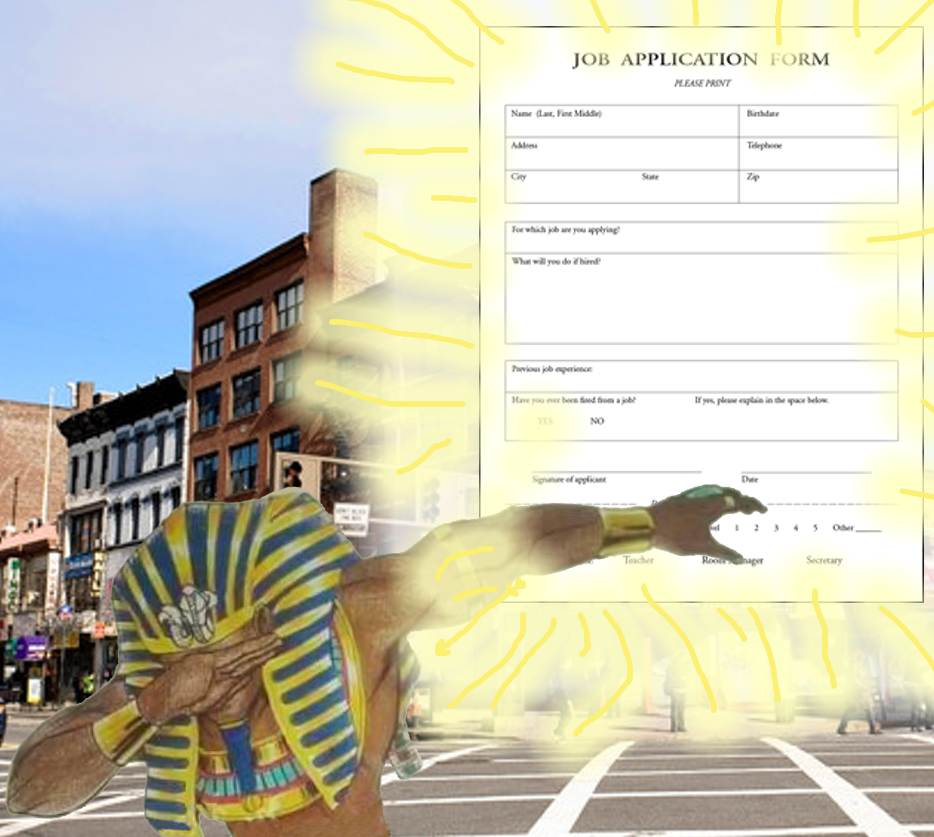 JOB APPLICATION FORM
PLEASE PRINT
Name (Last, First Middle)
Birthdate
Address
Telephone
City
State
Zip
For which job are you applying?
What will you do if hired?
Previous job experience:
Have you ever been fired from a job?
If yes, please explain in the space below.
YES
NO
Signature of applicant
Date
1 2 3 4 5 Other
Teacher
Room Manager
Secretary